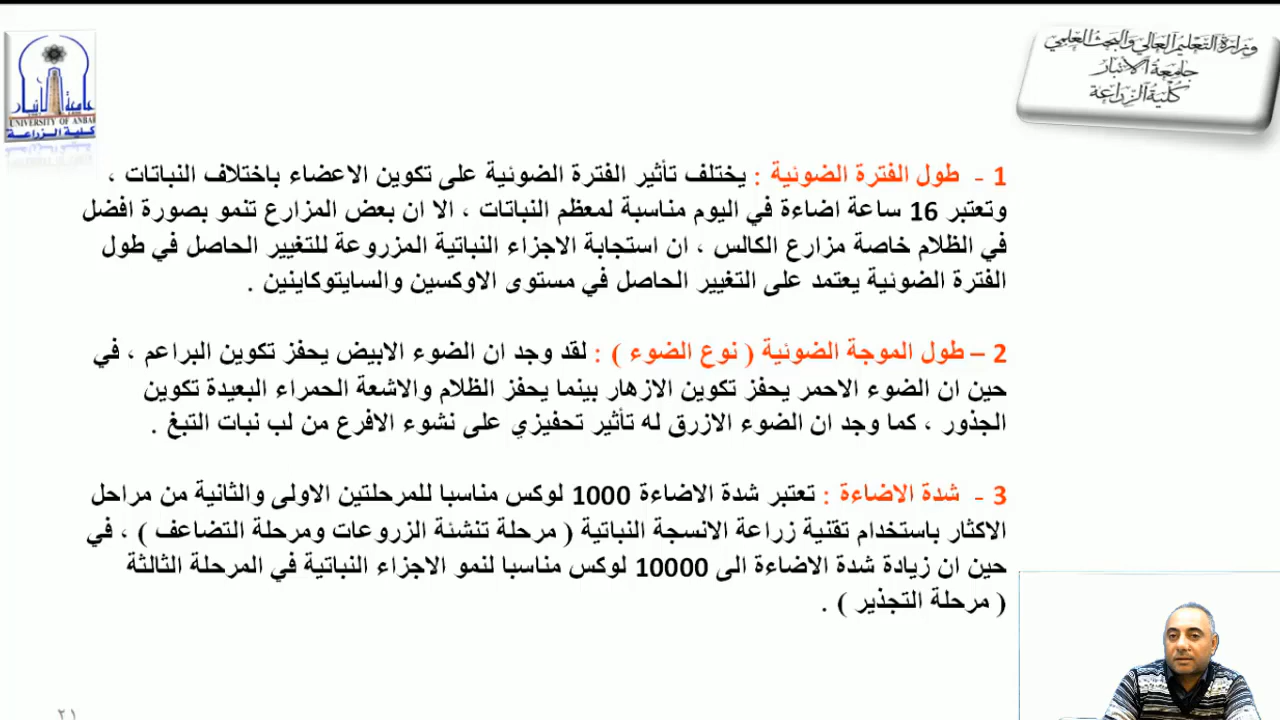 وزارة التعليم العالي والبحث العلمي
جامعة الانبار
كلية الزراعة
جامعة الانبار
UNIVERSITY OF ANBAR
كلية الزراعة
1 - طول الفترة الضوئية : يختلف تأثير الفترة الضوئية على تكوين الاعضاء باختلاف النباتات ،
وتعتبر 16 ساعة اضاءة في اليوم مناسبة لمعظم النباتات ، الا ان بعض المزارع تنمو بصورة افضل
في الظلام خاصة مزارع الكالس ، ان استجابة الاجزاء النباتية المزروعة للتغيير الحاصل في طول
الفترة الضوئية يعتمد على التغيير الحاصل في مستوى الاوكسين والسايتوكاينين .
2 – طول الموجة الضوئية ( نوع الضوء ) : لقد وجد ان الضوء الابيض يحفز تكوين البراعم ، في
حين ان الضوء الاحمر يحفز تكوين الازهار بينما يحفز الظلام والاشعة الحمراء البعيدة تكوين
الجذور ، كما وجد ان الضوء الازرق له تأثير تحفيزي على نشوء الافرع من لب نبات التبغ .
3 - شدة الاضاءة : تعتبر شدة الاضاءة 1000 لوكس مناسبا للمرحلتين الاولى والثانية من مراحل
الاكثار باستخدام تقنية زراعة الانسجة النباتية ( مرحلة تنشئة الزروعات ومرحلة التضاعف ) ، في
حين ان زيادة شدة الاضاءة الى 10000 لوكس مناسبا لنمو الاجزاء النباتية في المرحلة الثالثة
( مرحلة التجذير ) .
٢١